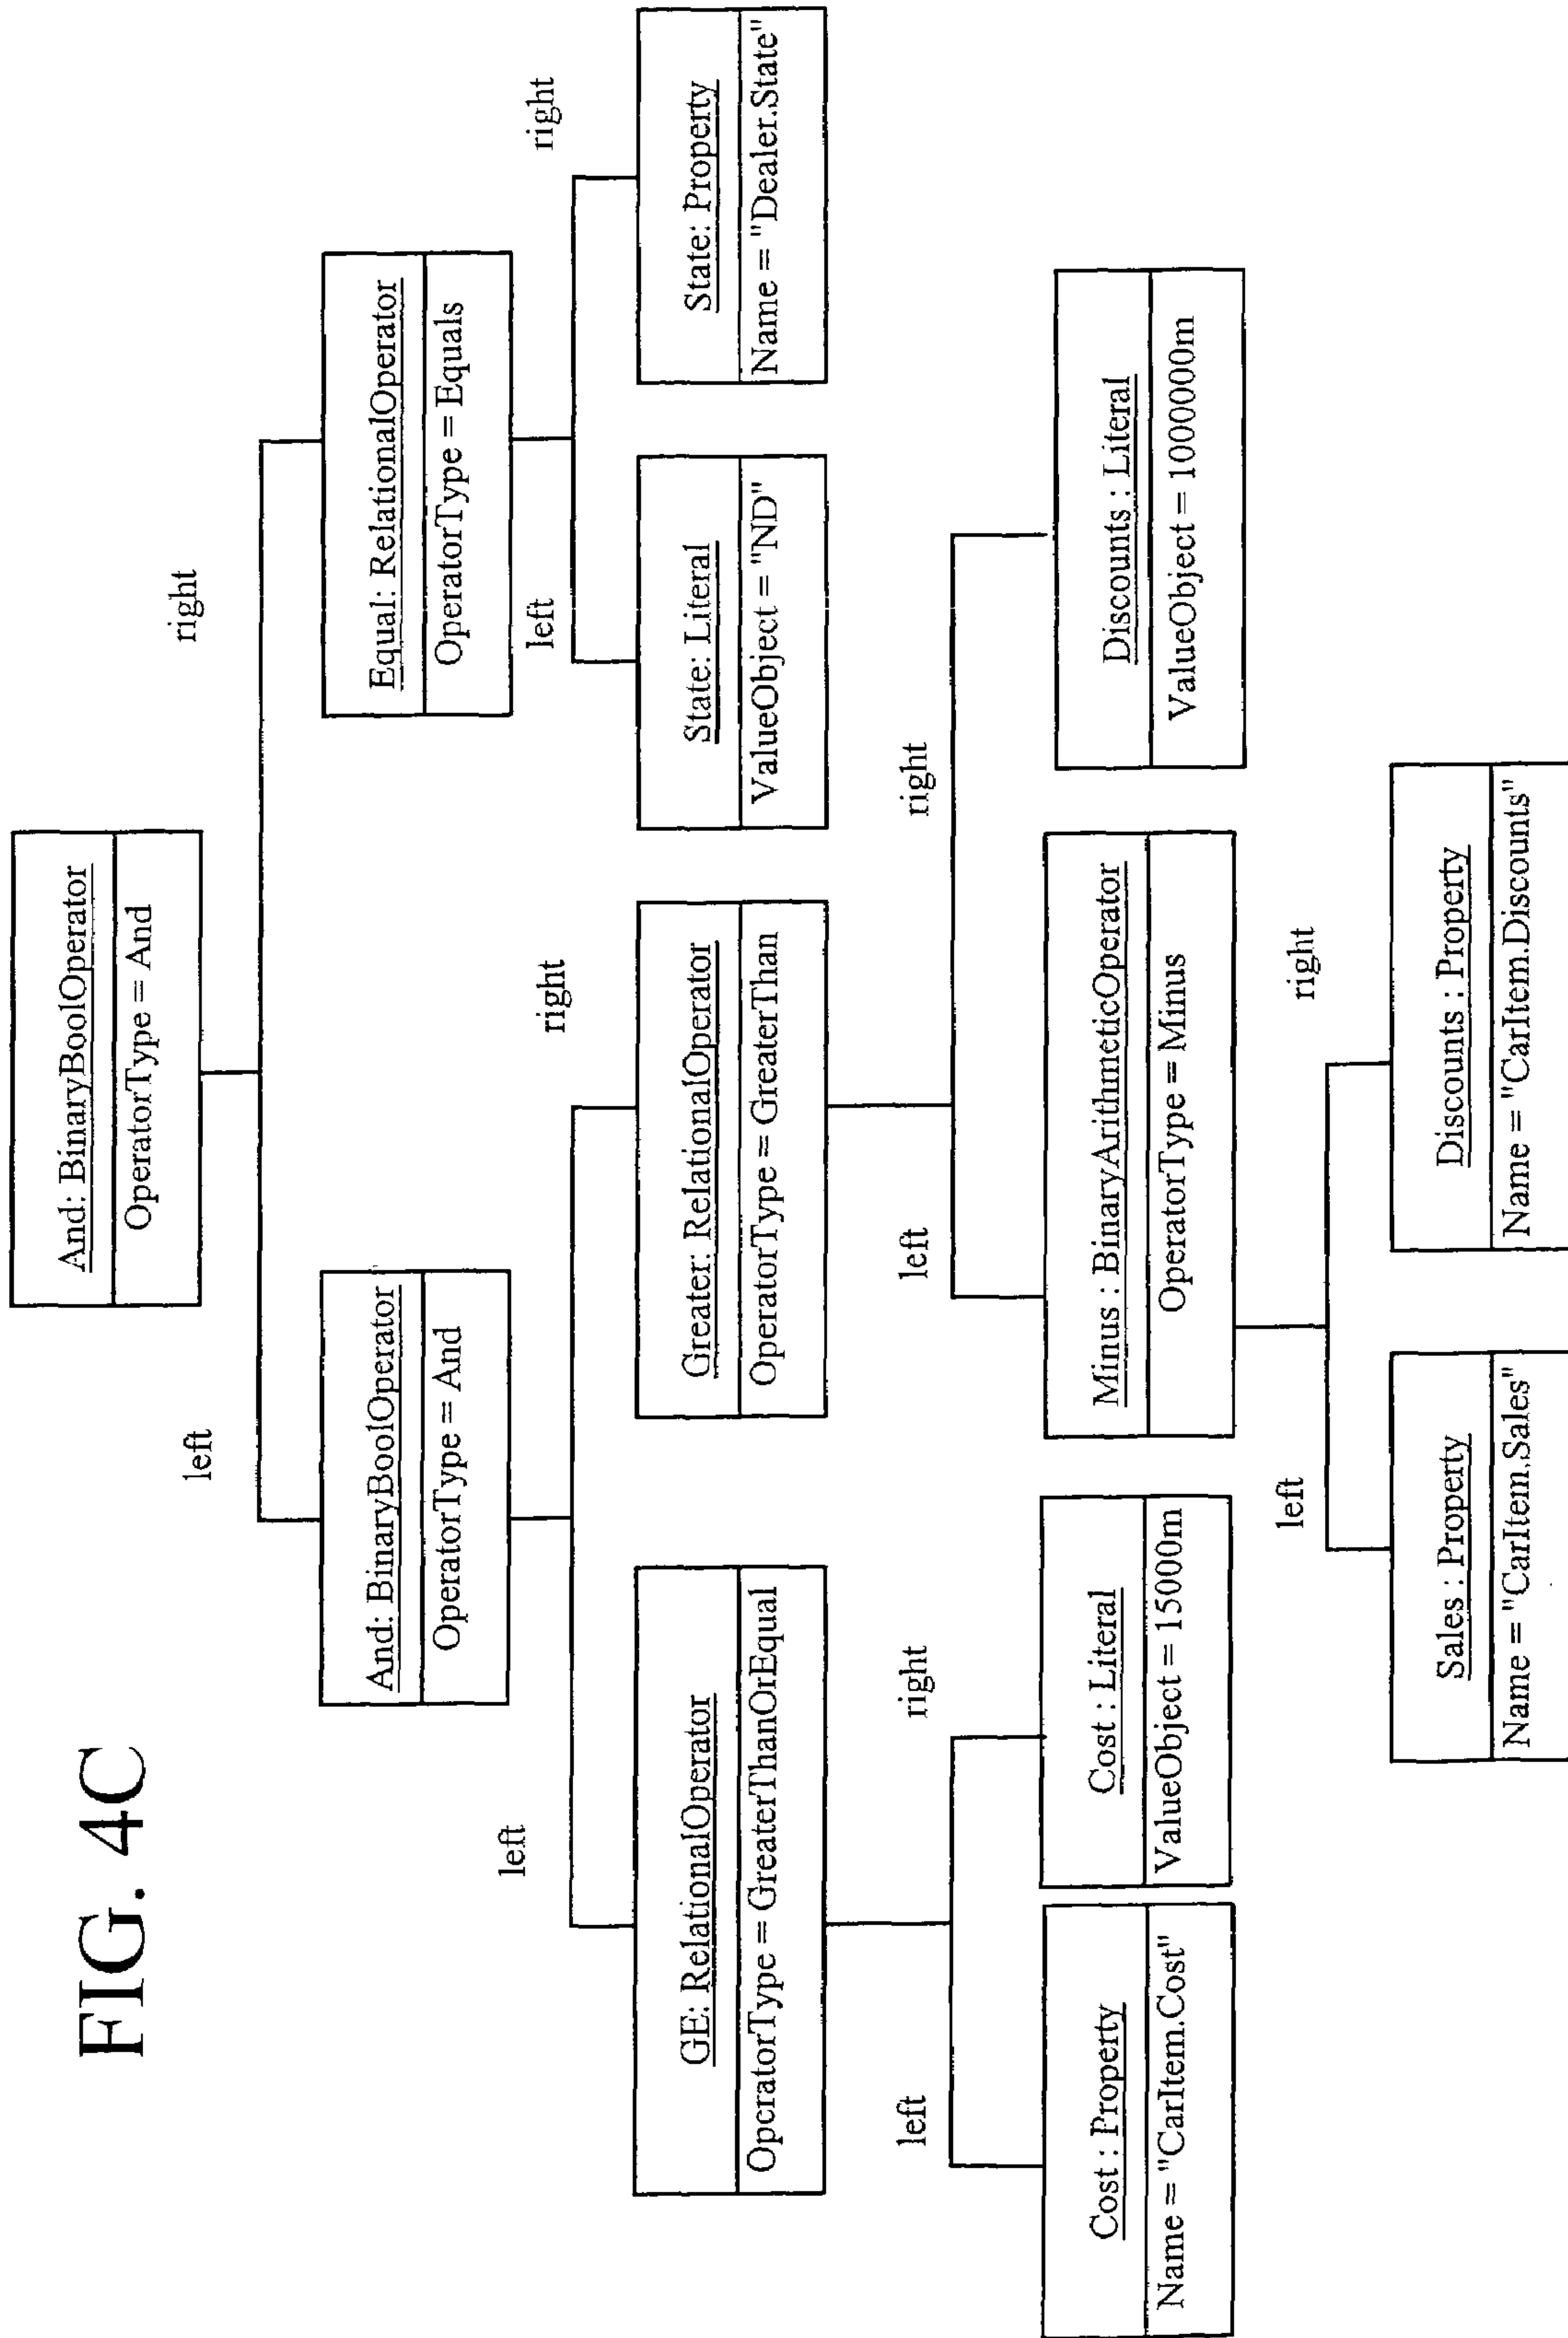 FIG. 4C
And: BinaryBoolOperator
OperatorType = And
left
right
And: BinaryBoolOperator
OperatorType = And
Equal: RelationalOperator
OperatorType = Equals
left
right
left
right
GE: RelationalOperator
OperatorType = GreaterThanOrEqual
Greater: RelationalOperator
OperatorType = GreaterThan
State: Literal
ValueObject = "ND"
State: Property
Name = "Dealer.State"
left
right
left
right
Cost : Property
Name = "CarItem.Cost"
Cost : Literal
ValueObject = 15000m
Minus : BinaryArithmeticOperator
OperatorType = Minus
Discounts : Literal
ValueObject = 1000000m
left
right
Sales : Property
Name = "CarItem.Sales"
Discounts : Property
Name = "CarItem.Discounts"